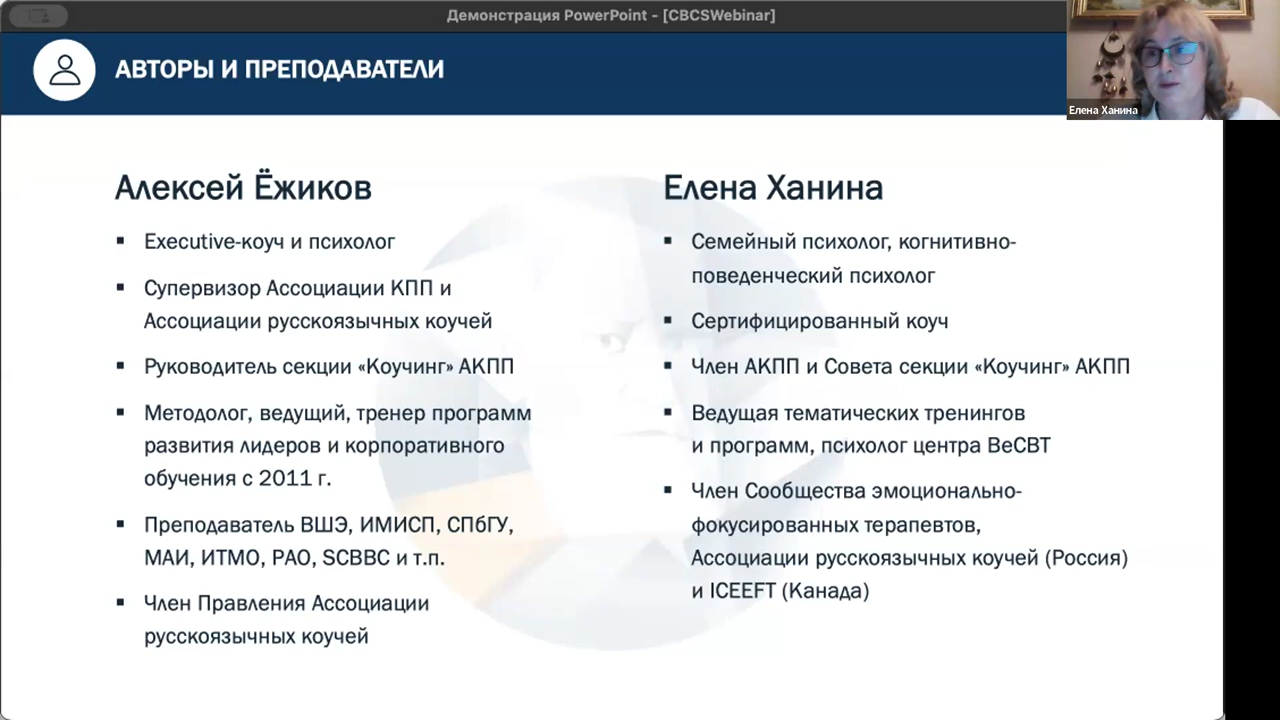 Демонстрация PowerPoint - [CBCSWebinar]
АВТОРЫ И ПРЕПОДАВАТЕЛИ
Елена Ханина
Алексей Ёжиков
▪ Executive-коуч и психолог
▪ Супервизор Ассоциации КПП и
Ассоциации русскоязычных коучей
▪ Руководитель секции «Коучинг» АКПП
▪ Методолог, ведущий, тренер программ
развития лидеров и корпоративного
обучения с 2011 г.
▪ Преподаватель ВШЭ, ИМИСП, СПбГУ,
МАИ, ИТМО, РАО, SCBBC и т.п.
▪ Член Правления Ассоциации
русскоязычных коучей
Елена Ханина
▪ Семейный психолог, когнитивно-
поведенческий психолог
▪ Сертифицированный коуч
▪ Член АКПП и Совета секции «Коучинг» АКПП
▪ Ведущая тематических тренингов
и программ, психолог центра BeCBT
▪ Член Сообщества эмоционально-
фокусированных терапевтов,
Ассоциации русскоязычных коучей (Россия)
и ICEEFT (Канада)